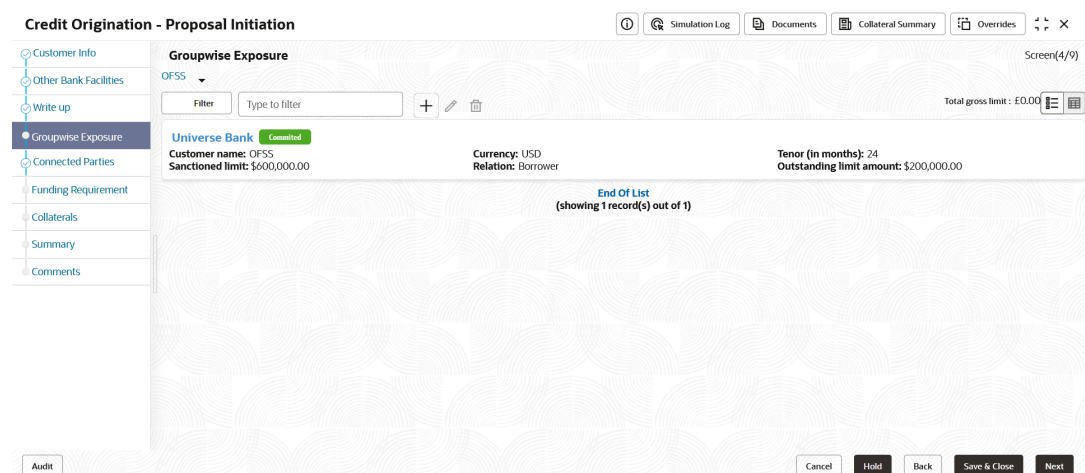 Credit Origination - Proposal Initiation
Simulation Log
Documents
Collateral Summary
Overrides
Customer Info
Other Bank Facilities
Write up
Groupwise Exposure
Connected Parties
Funding Requirement
Collaterals
Summary
Comments
Groupwise Exposure
Screen(4/9)
OFSS
Filter
Type to filter
Total gross limit : £0.00
Universe Bank Commited
Customer name: OFSS
Currency: USD
Tenor (in months): 24
Sanctioned limit: $600,000.00
Relation: Borrower
Outstanding limit amount: $200,000.00
End Of List
(showing 1 record(s) out of 1)
Audit
Cancel
Hold
Back
Save & Close
Next